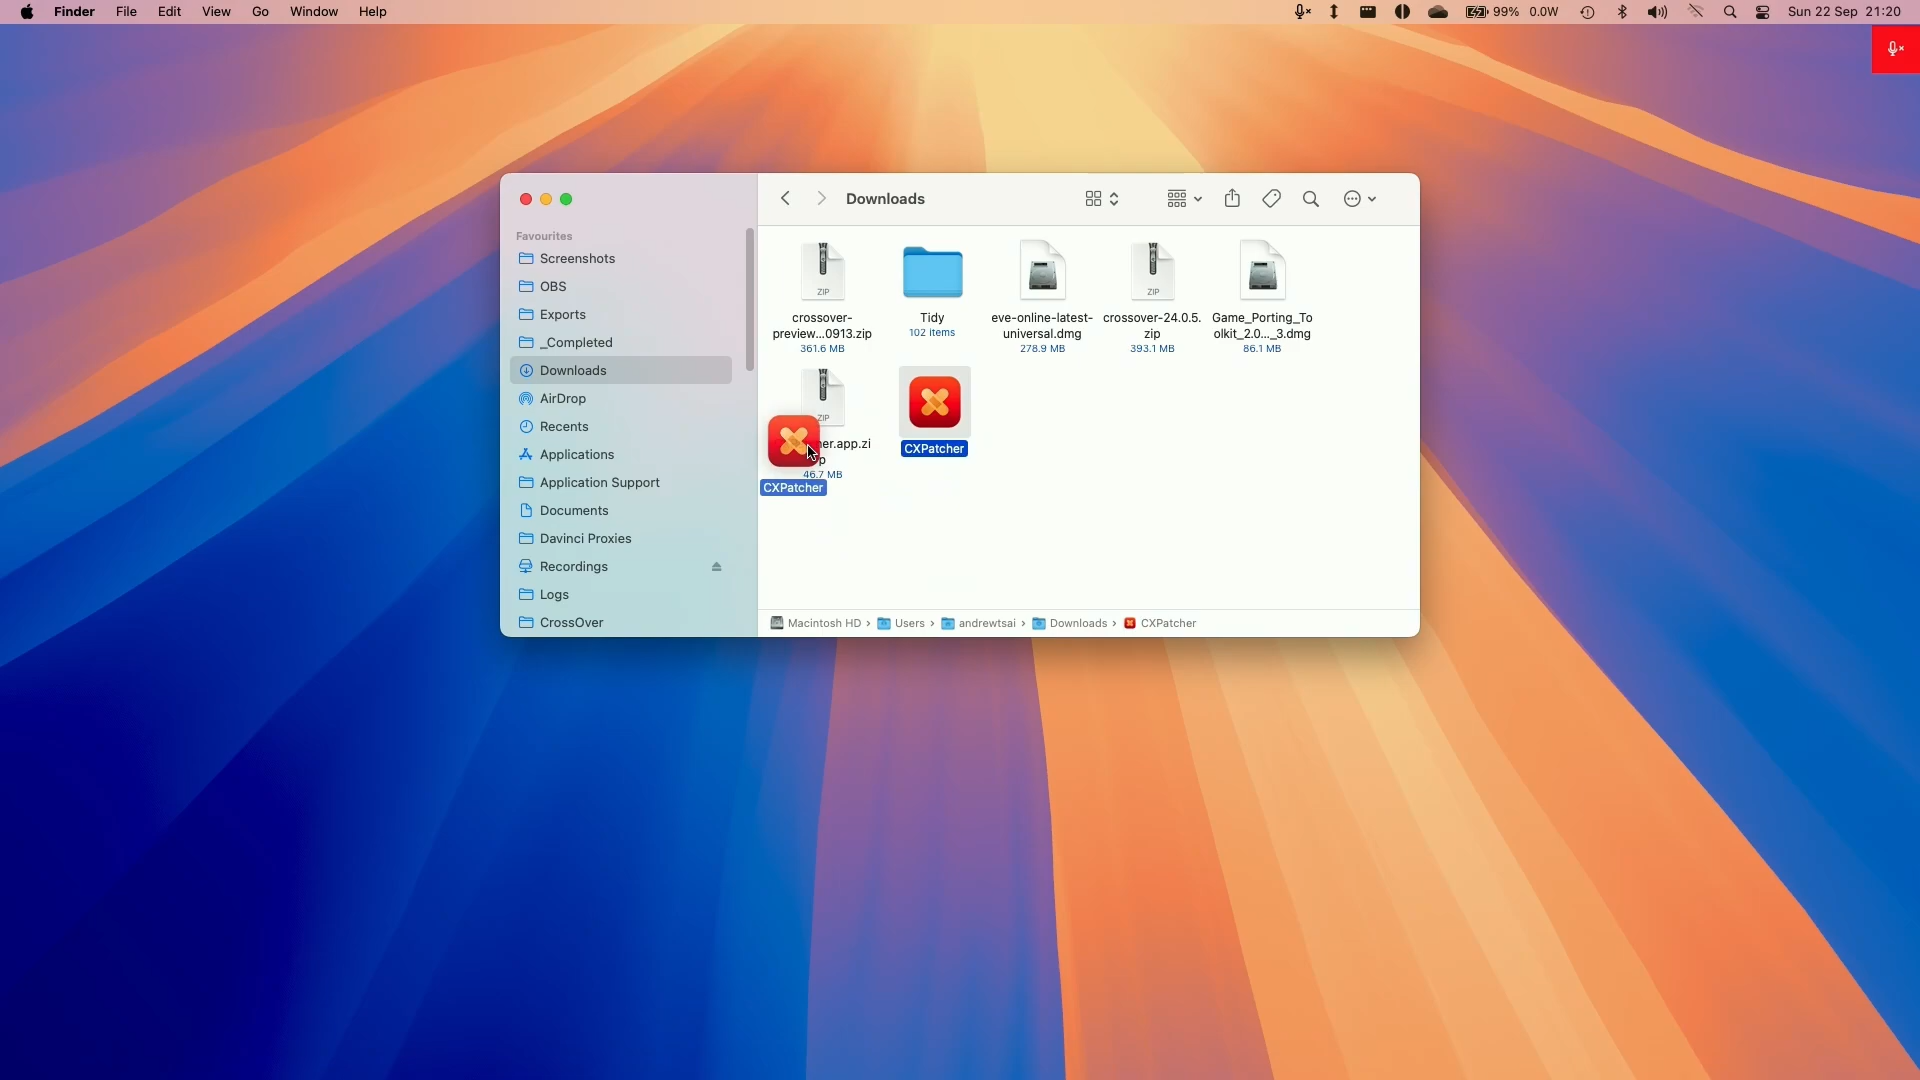 Finder File Edit View Go Window Help 99% 0.0W Sun 22 Sep 21:20
Downloads
Favourites
Screenshots
OBS
Exports
_Completed
Downloads
AirDrop
Recents
Applications
Application Support
Documents
Davinci Proxies
Recordings
Logs
CrossOver
ZIP
crossover-
preview...0913.zip
361.6 MB
Tidy
102 items
eve-online-latest-
universal.dmg
278.9 MB
ZIP
crossover-24.0.5.
zip
393.1 MB
Game_Porting_To
olkit_2.0..._3.dmg
86.1 MB
ZIP
her.app.zi
p
46.7 MB
CXPatcher
CXPatcher
Macintosh HD › Users › andrewtsai › Downloads › CXPatcher